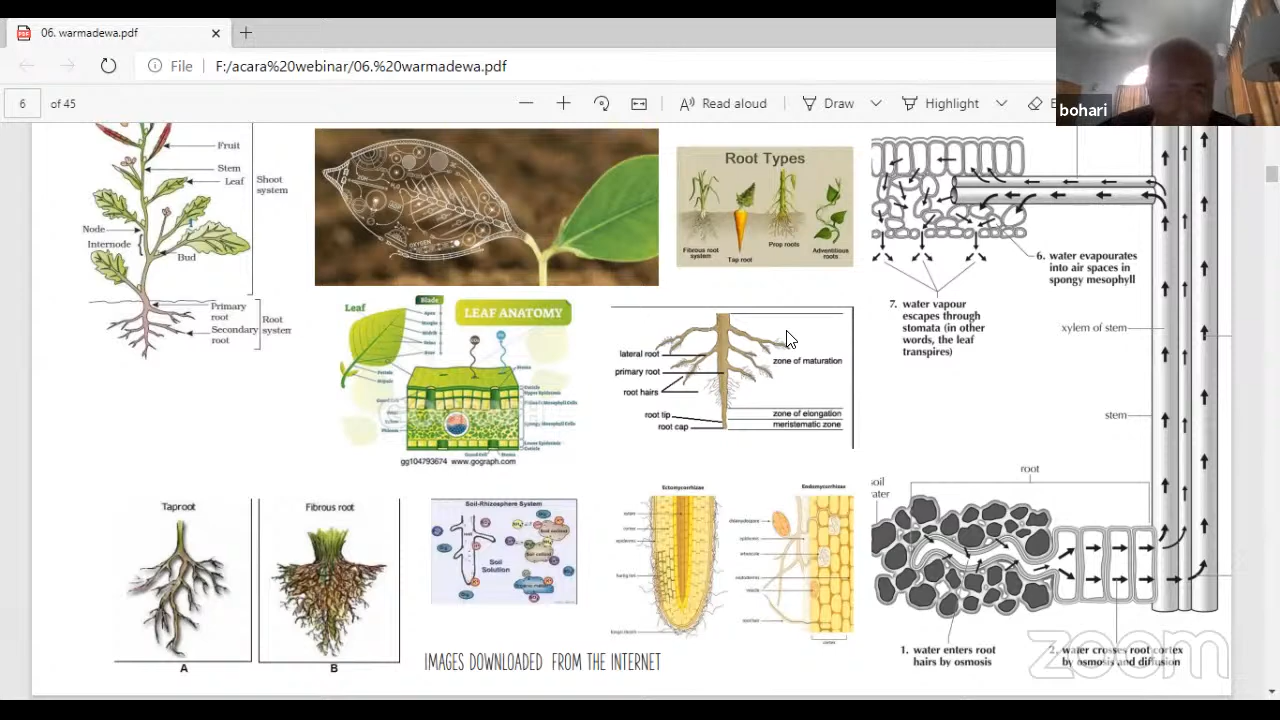 06. warmadewa.pdf
File
F:/acara%20webinar/06.%20warmadewa.pdf
6
of 45
Read aloud
Draw
Highlight
bohari
Fruit
Stem
Leaf
Shoot
system
Node
Internode
Bud
Primary
root
Secondary
root
Root
system
OXYGEN
Root Types
Fibrous root
system
Tap root
Prop roots
Adventitious
roots
6. water evapourates
into air spaces in
spongy mesophyll
7. water vapour
escapes through
stomata (in other
words, the leaf
transpires)
xylem of stem
stem
Leaf
Blade
LEAF ANATOMY
gg104793674 www.gograph.com
lateral root
primary root
root hairs
root tip
root cap
zone of maturation
zone of elongation
meristematic zone
Taproot
A
Fibrous root
B
Soil-Rhizosphere System
Soil
Solution
Ectomycorrhizae
Endomycorrhizae
root
1. water enters root
hairs by osmosis
2. water crosses root cortex
by osmosis and diffusion
IMAGES DOWNLOADED FROM THE INTERNET
zoom